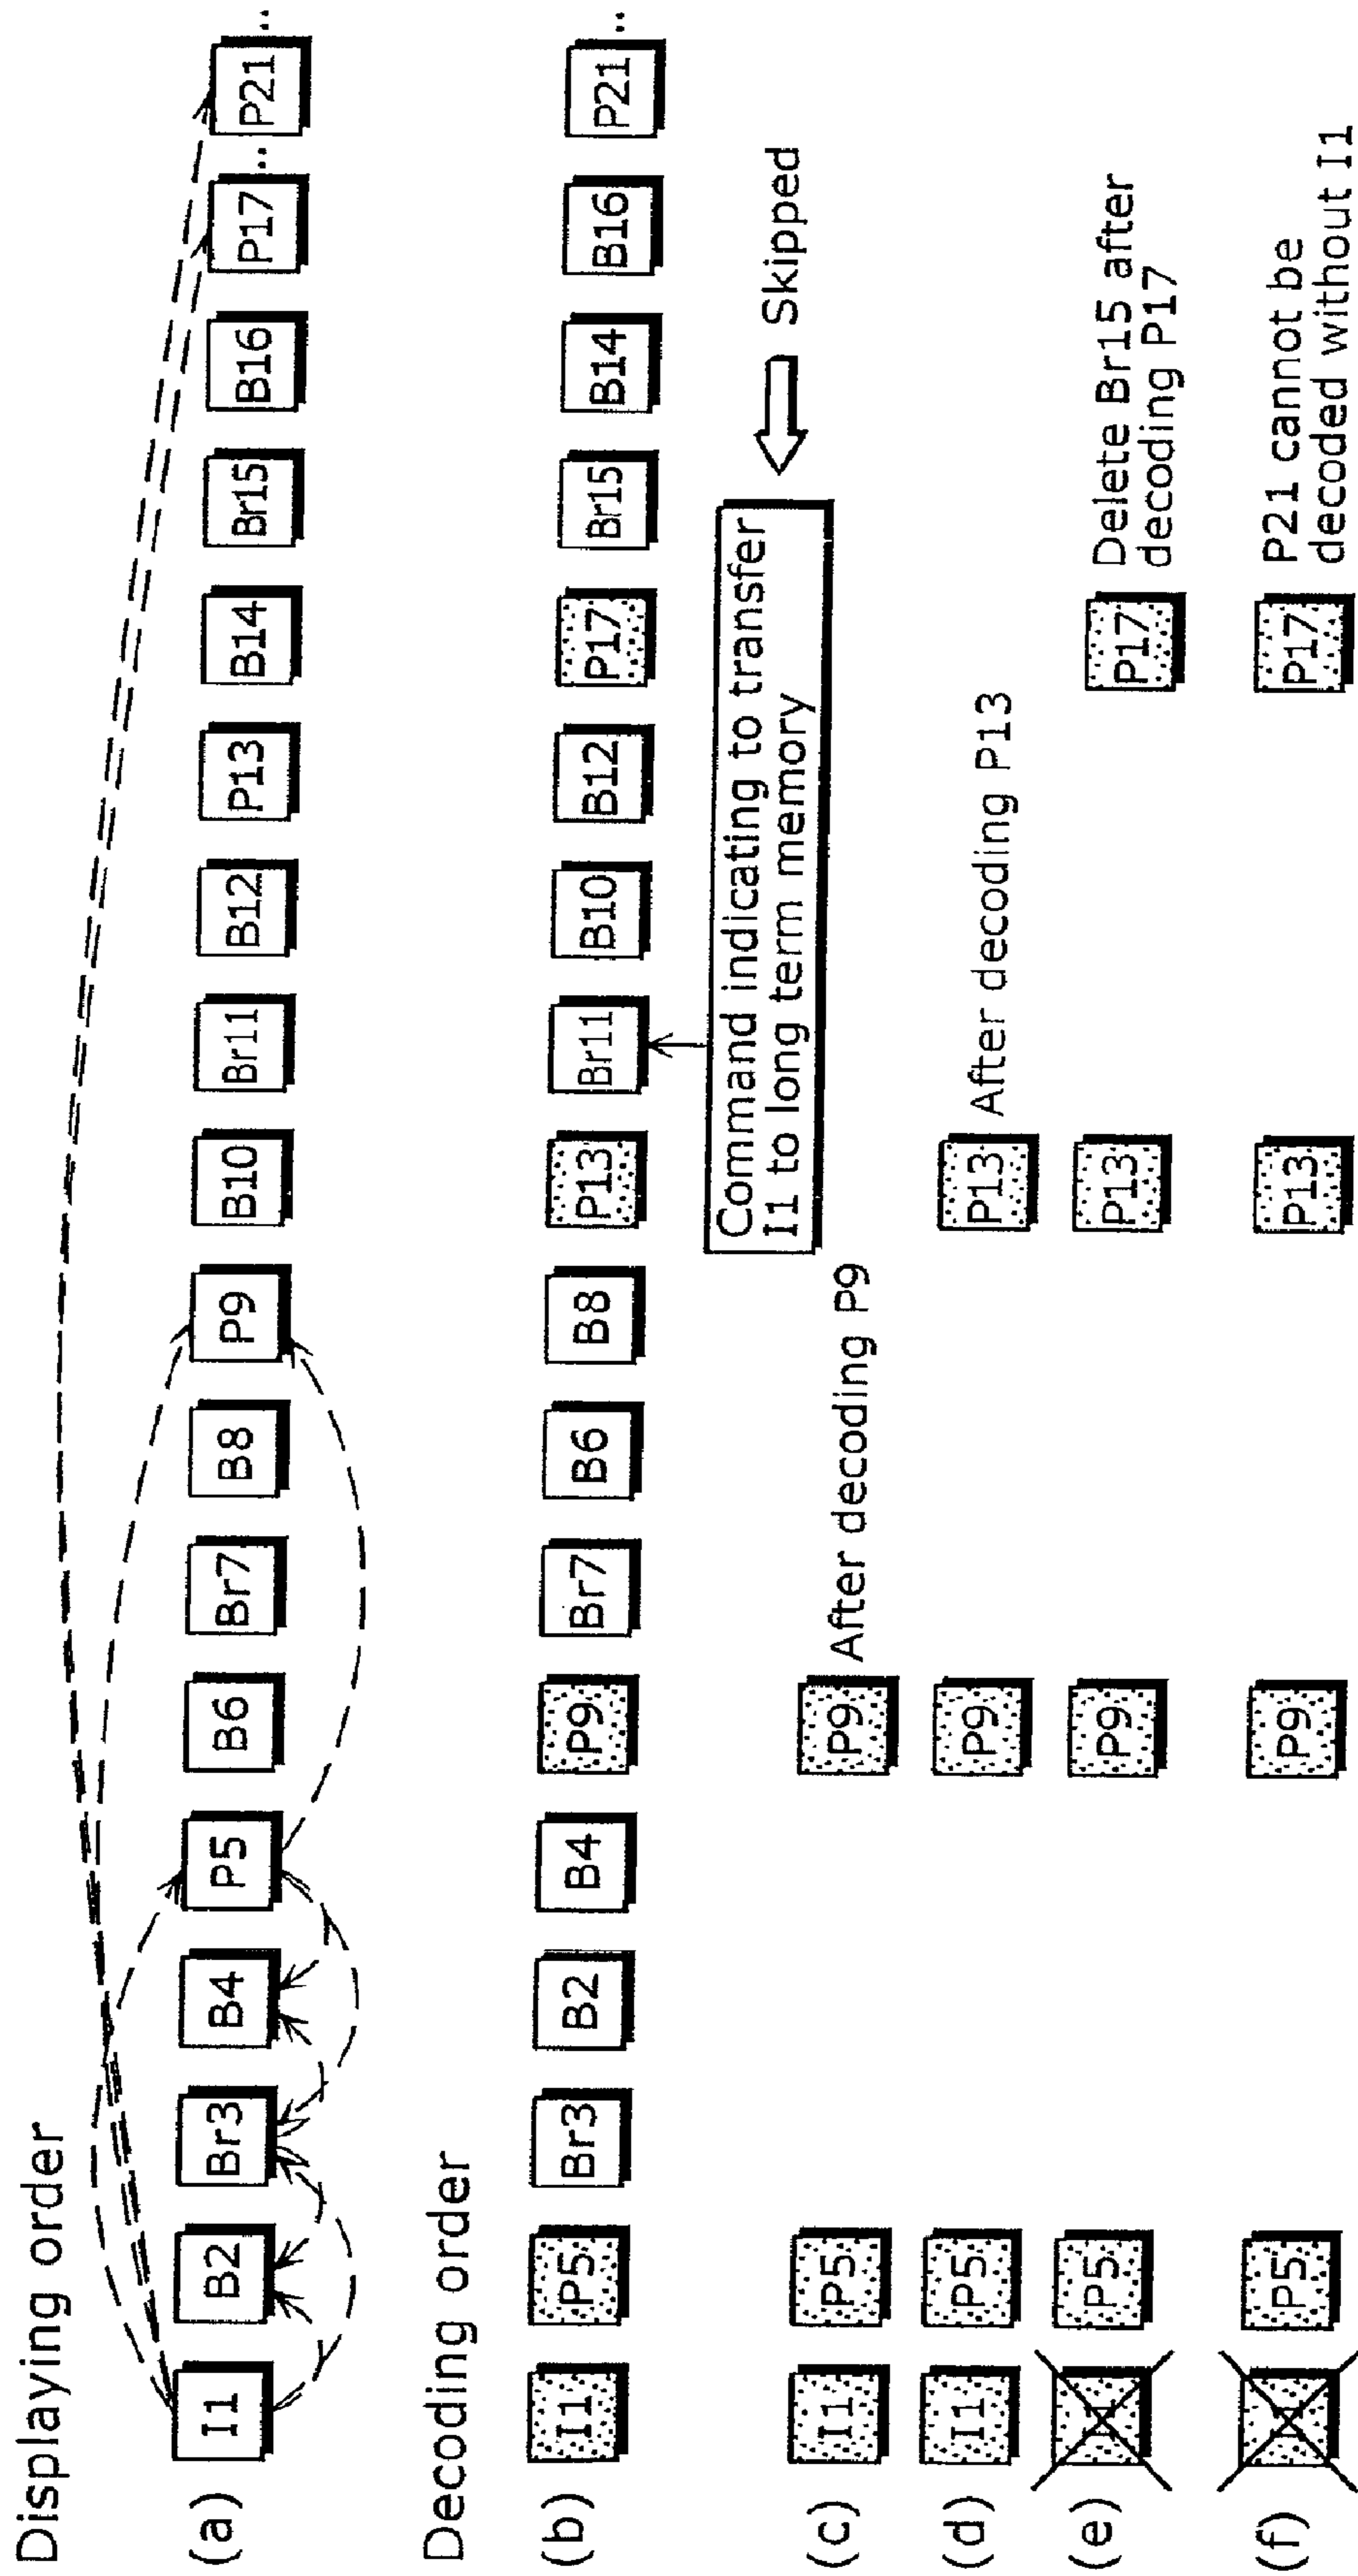 Displaying order
(a) I1 B2 Br3 B4 P5 B6 Br7 B8 P9 B10 Br11 B12 P13 B14 Br15 B16 P17 .. P21 ..
Decoding order
(b) I1 P5 Br3 B2 B4 P9 Br7 B6 B8 P13 Br11 B10 B12 P17 Br15 B14 B16 P21 ..
Command indicating to transfer
I1 to long term memory
Skipped
(c) I1 P5 P9 After decoding P9
(d) I1 P5 P9 P13 After decoding P13
(e) I1 P5 P9 P13 P17 Delete Br15 after
decoding P17
(f) I1 P5 P9 P13 P17 P21 cannot be
decoded without I1